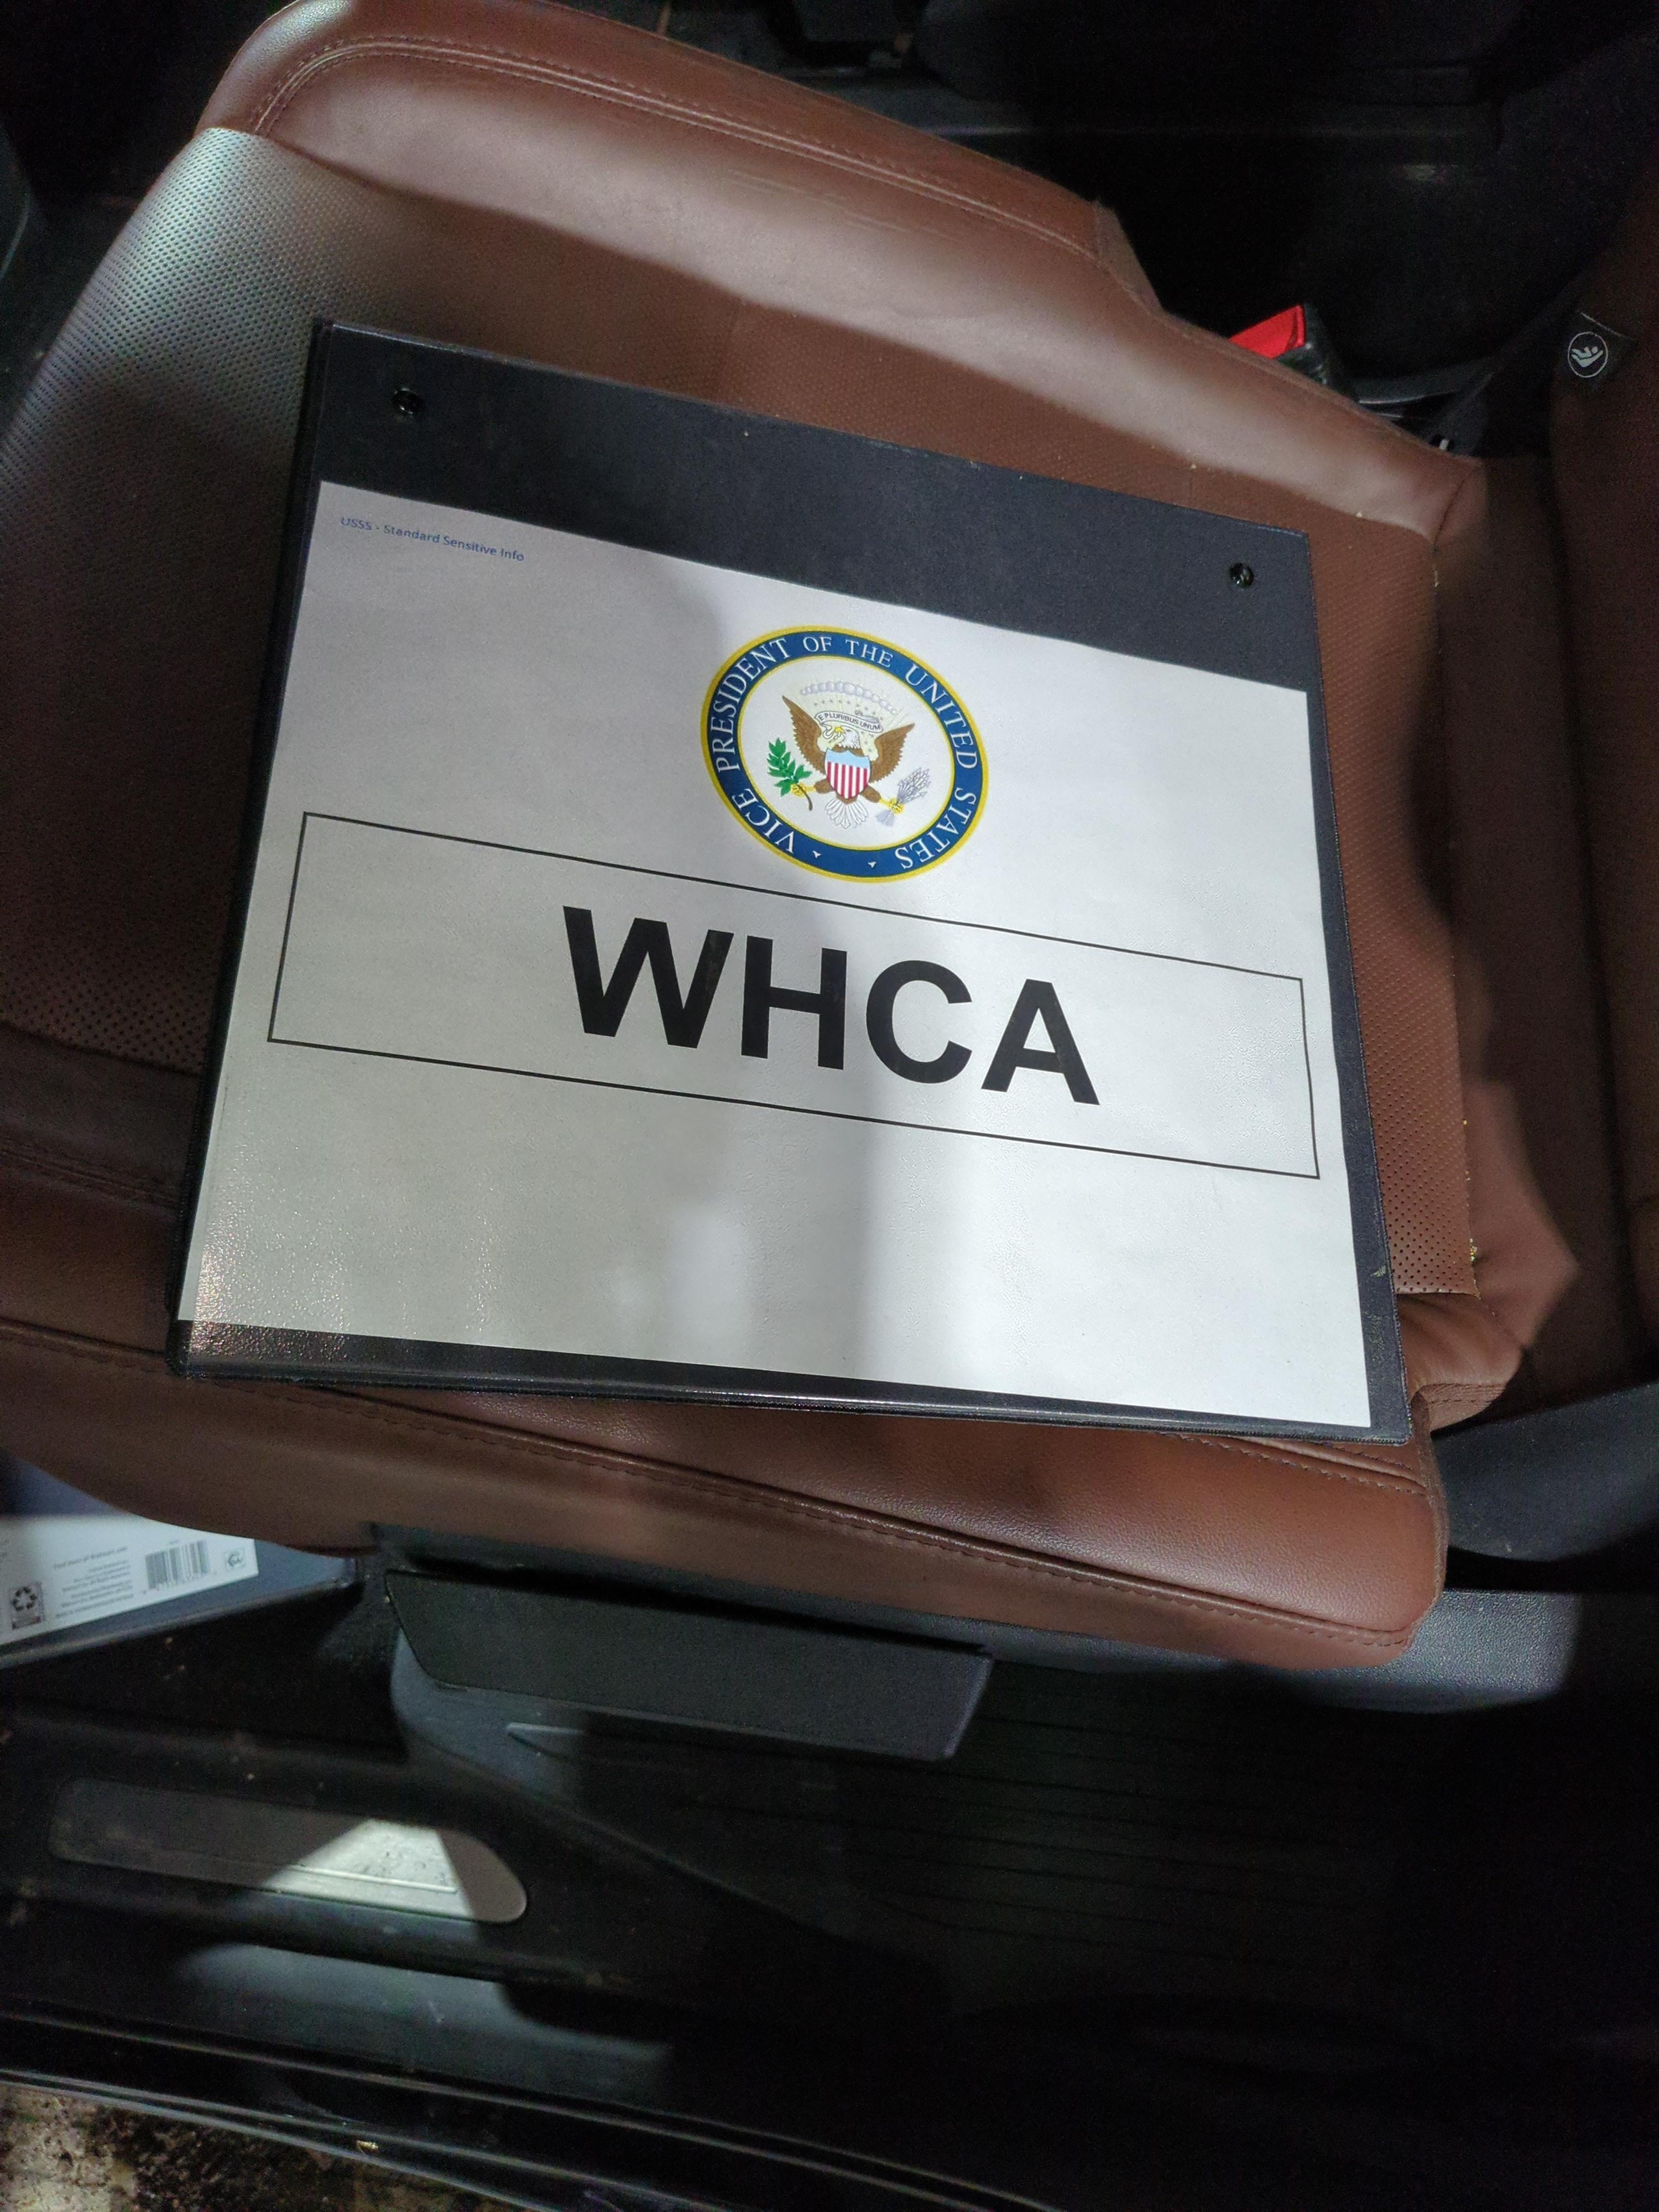 USSS - Standard Sensitive Info
VICE PRESIDENT OF THE UNITED STATES
E PLURIBUS UNUM
WHCA